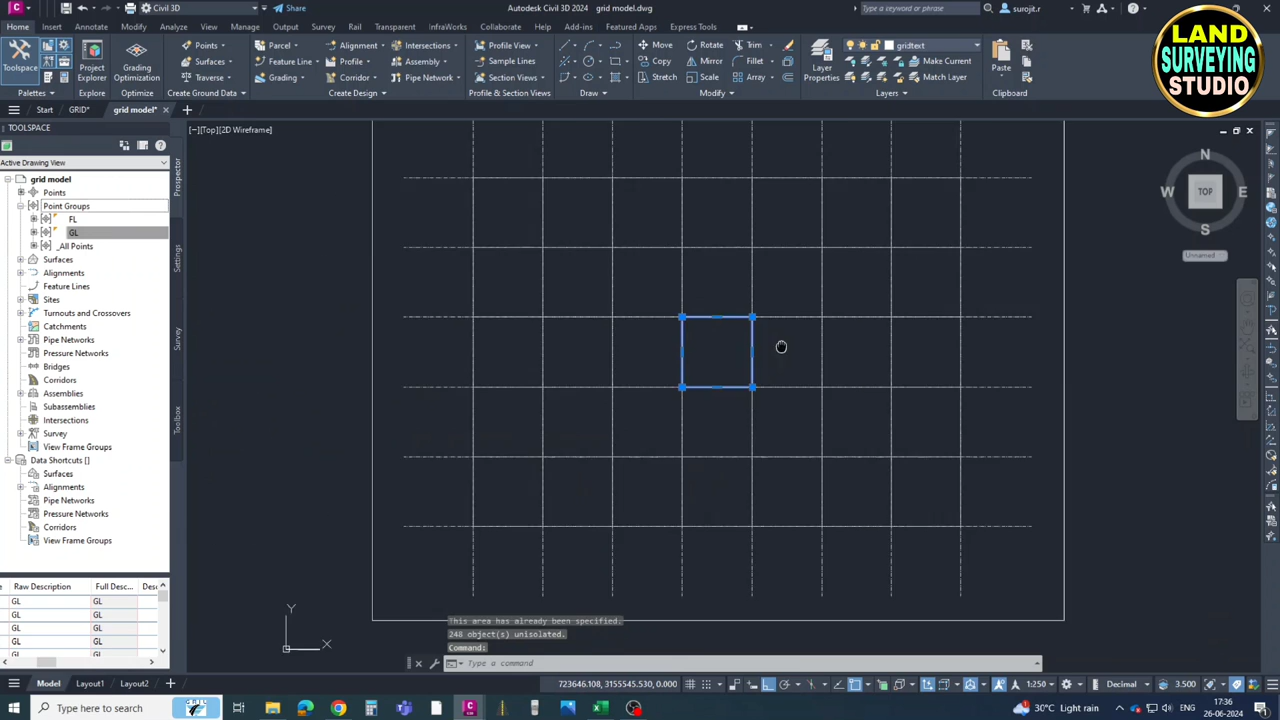 Civil 3D
Share
Autodesk Civil 3D 2024 grid model.dwg
Type a keyword or phrase
surojit.r
Home Insert Annotate Modify Analyze View Manage Output Survey Rail Transparent InfraWorks Collaborate Help Add-ins Featured Apps Express Tools
Toolspace
Palettes
Project Explorer
Explore
Grading Optimization
Optimize
Points
Surfaces
Traverse
Create Ground Data
Parcel
Feature Line
Grading
Alignment
Profile
Corridor
Intersections
Assembly
Pipe Network
Create Design
Profile View
Sample Lines
Section Views
Profile & Section Views
Draw
Move
Copy
Stretch
Rotate
Mirror
Scale
Trim
Fillet
Array
Modify
Layer Properties
gridtext
Make Current
Match Layer
Layers
Paste
Clipboard
LAND
SURVEYING
STUDIO
Start GRID* grid model*
TOOLSPACE
Active Drawing View
grid model
Points
Point Groups
FL
GL
_All Points
Surfaces
Alignments
Feature Lines
Sites
Turnouts and Crossovers
Catchments
Pipe Networks
Pressure Networks
Bridges
Corridors
Assemblies
Subassemblies
Intersections
Survey
View Frame Groups
Data Shortcuts []
Surfaces
Alignments
Pipe Networks
Pressure Networks
Corridors
View Frame Groups
Prospector
Settings
Survey
Toolbox
Raw Description Full Desc...
GL GL
GL GL
GL GL
GL GL
[−][Top][2D Wireframe]
N
W TOP E
S
Unnamed
Y
X
This area has already been specified.
248 object(s) unisolated.
Command:
Type a command
Model Layout1 Layout2 +
723646.108, 3155545.530, 0.000 MODEL 1:250 Decimal 3.500
Type here to search
30°C Light rain
ENG
17:36
26-06-2024